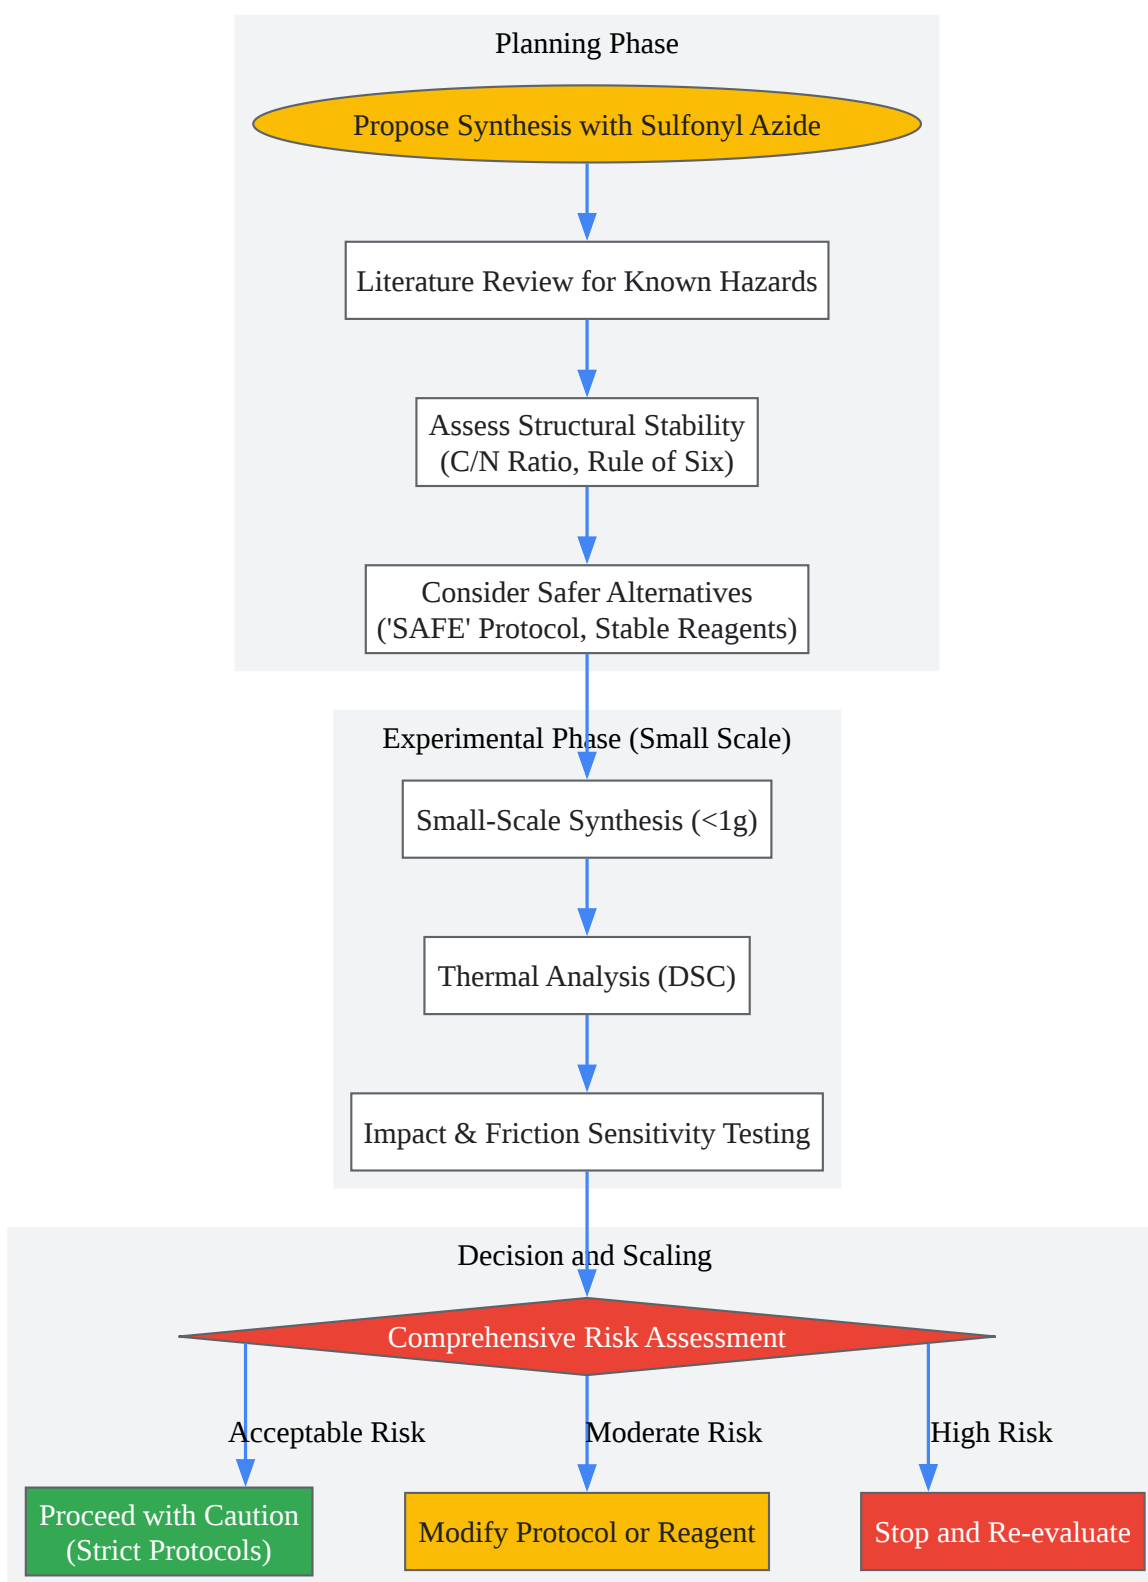 Planning Phase
Propose Synthesis with Sulfonyl Azide
Literature Review for Known Hazards
Assess Structural Stability
(C/N Ratio, Rule of Six)
Consider Safer Alternatives
('SAFE' Protocol, Stable Reagents)
Experimental Phase (Small Scale)
Small-Scale Synthesis (<1g)
Thermal Analysis (DSC)
Impact & Friction Sensitivity Testing
Decision and Scaling
Comprehensive Risk Assessment
Acceptable Risk
Moderate Risk
High Risk
Proceed with Caution
(Strict Protocols)
Modify Protocol or Reagent
Stop and Re-evaluate